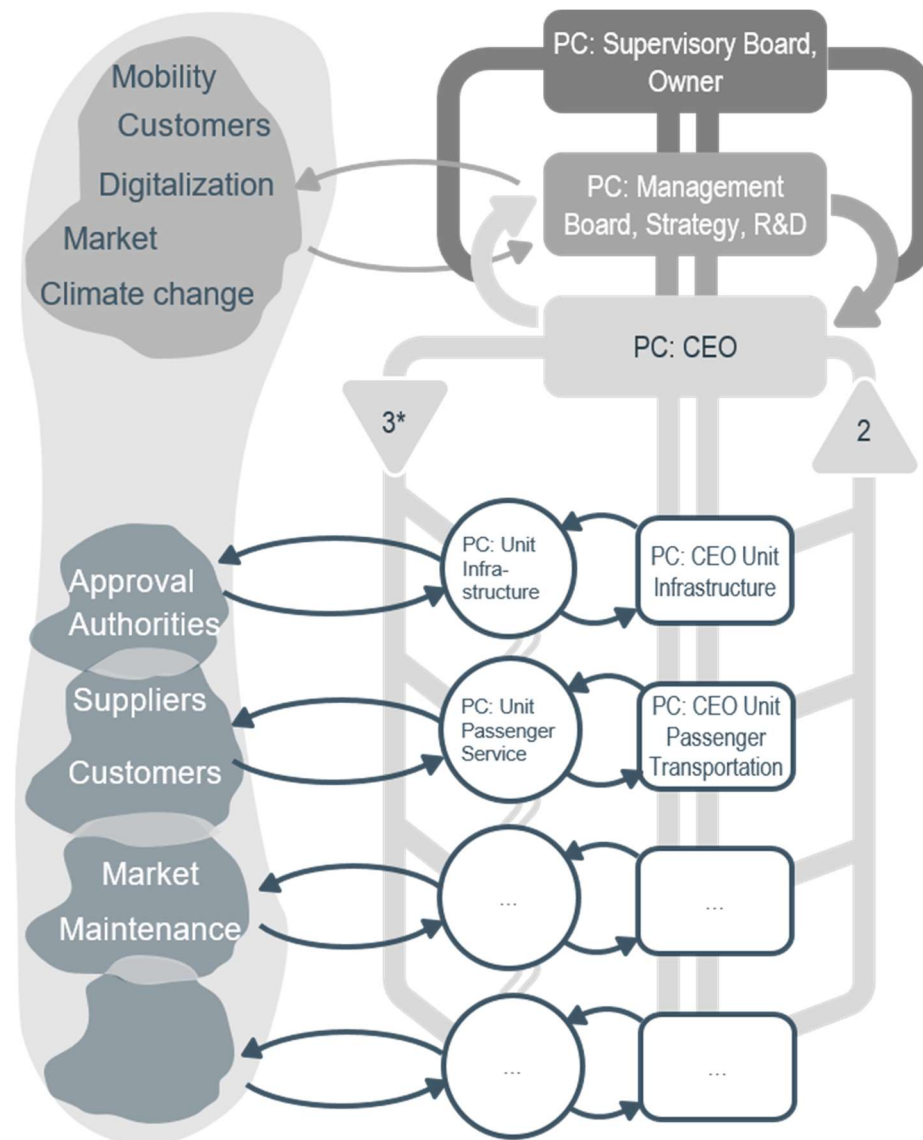 PC: Supervisory Board,
Owner
Mobility
Customers
Digitalization
Market
Climate change
PC: Management
Board, Strategy, R&D
PC: CEO
3*
2
Approval
Authorities
PC: Unit
Infra-
structure
PC: CEO Unit
Infrastructure
Suppliers
Customers
PC: Unit
Passenger
Service
PC: CEO Unit
Passenger
Transportation
Market
Maintenance
...
...
...
...